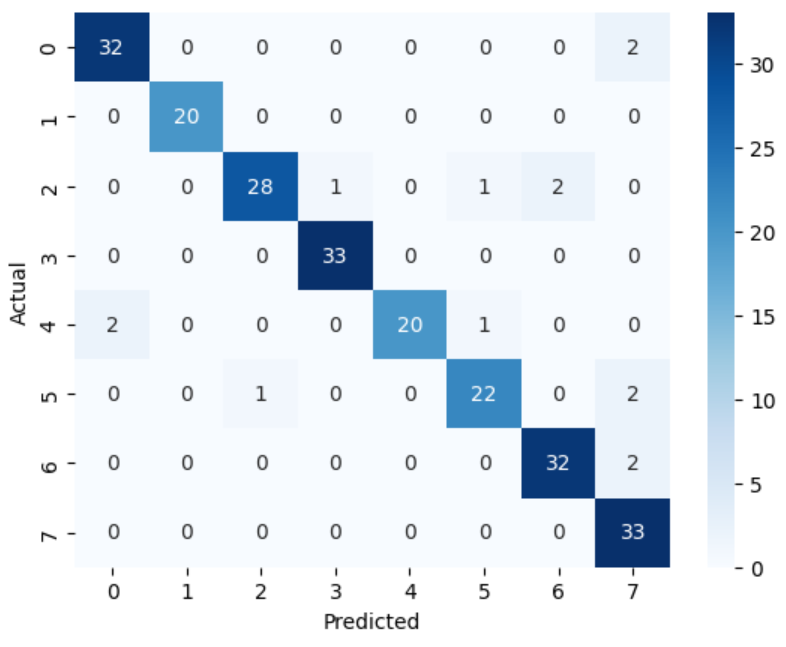 0 32 0 0 0 0 0 0 2
1 0 20 0 0 0 0 0 0
2 0 0 28 1 0 1 2 0
3 0 0 0 33 0 0 0 0
4 2 0 0 0 20 1 0 0
5 0 0 1 0 0 22 0 2
6 0 0 0 0 0 0 32 2
7 0 0 0 0 0 0 0 33
0 1 2 3 4 5 6 7
Predicted
Actual
30
25
20
15
10
5
0